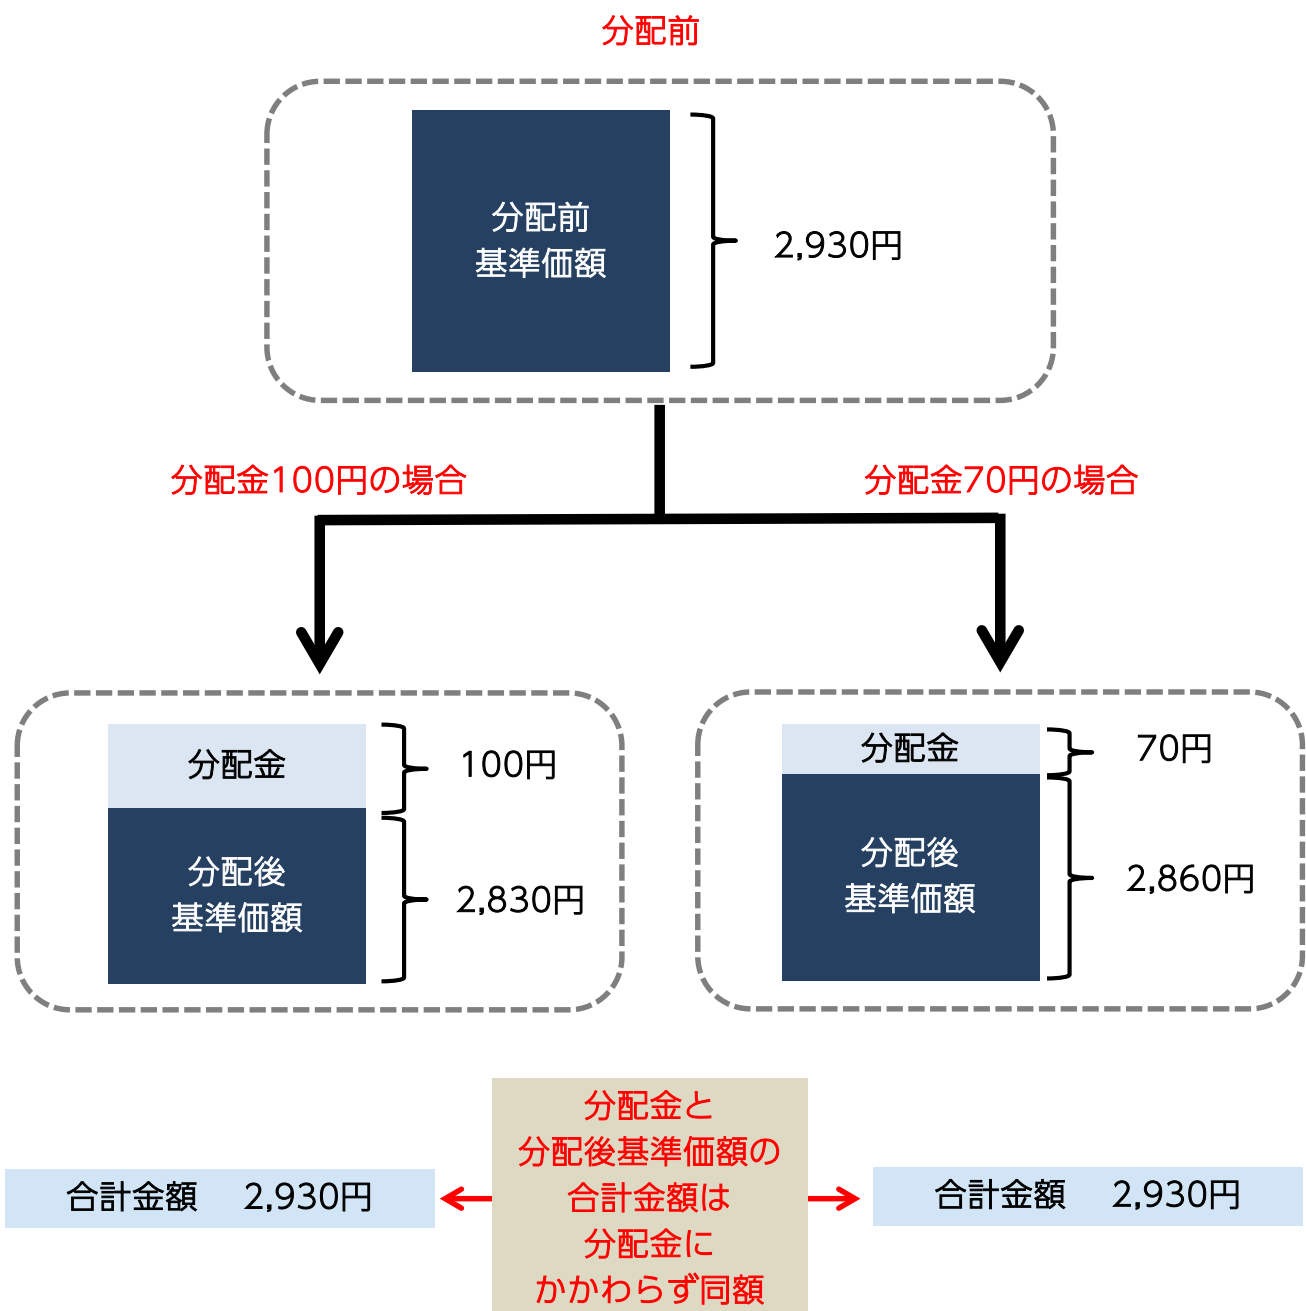 分配前
分配前
基準価額
2,930円
分配金100円の場合
分配金70円の場合
分配金
100円
分配後
基準価額
2,830円
分配金
70円
分配後
基準価額
2,860円
分配金と
分配後基準価額の
合計金額は
分配金に
かかわらず同額
合計金額 2,930円
合計金額 2,930円